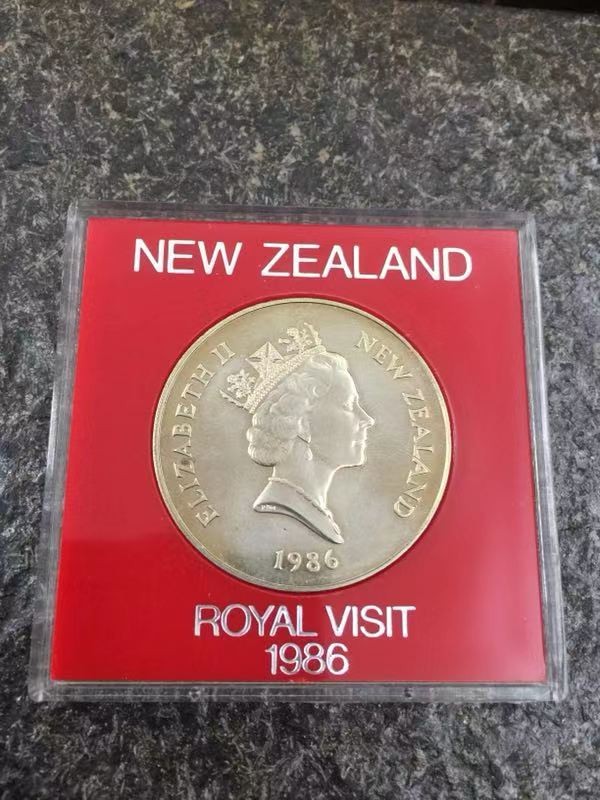 NEW ZEALAND
ELIZABETH II
NEW ZEALAND
1986
ROYAL VISIT
1986